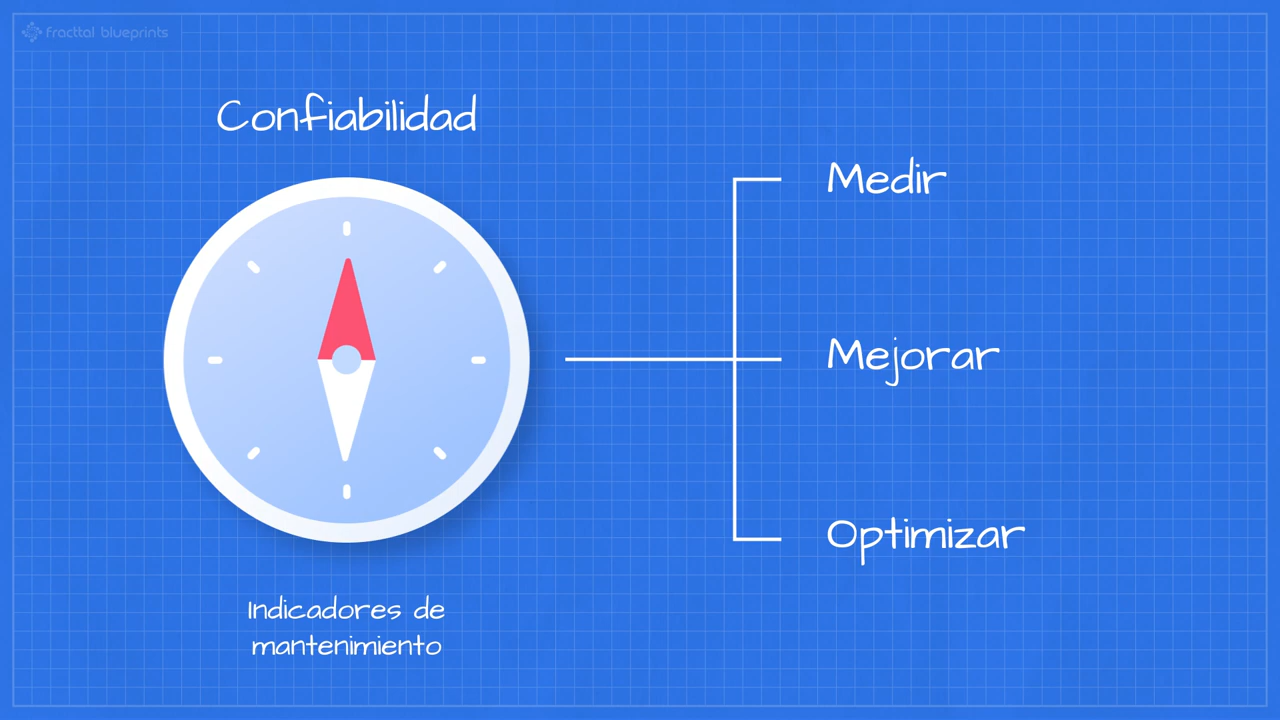 fracttal blueprints
Confiabilidad
Medir
Mejorar
Optimizar
Indicadores de
mantenimiento